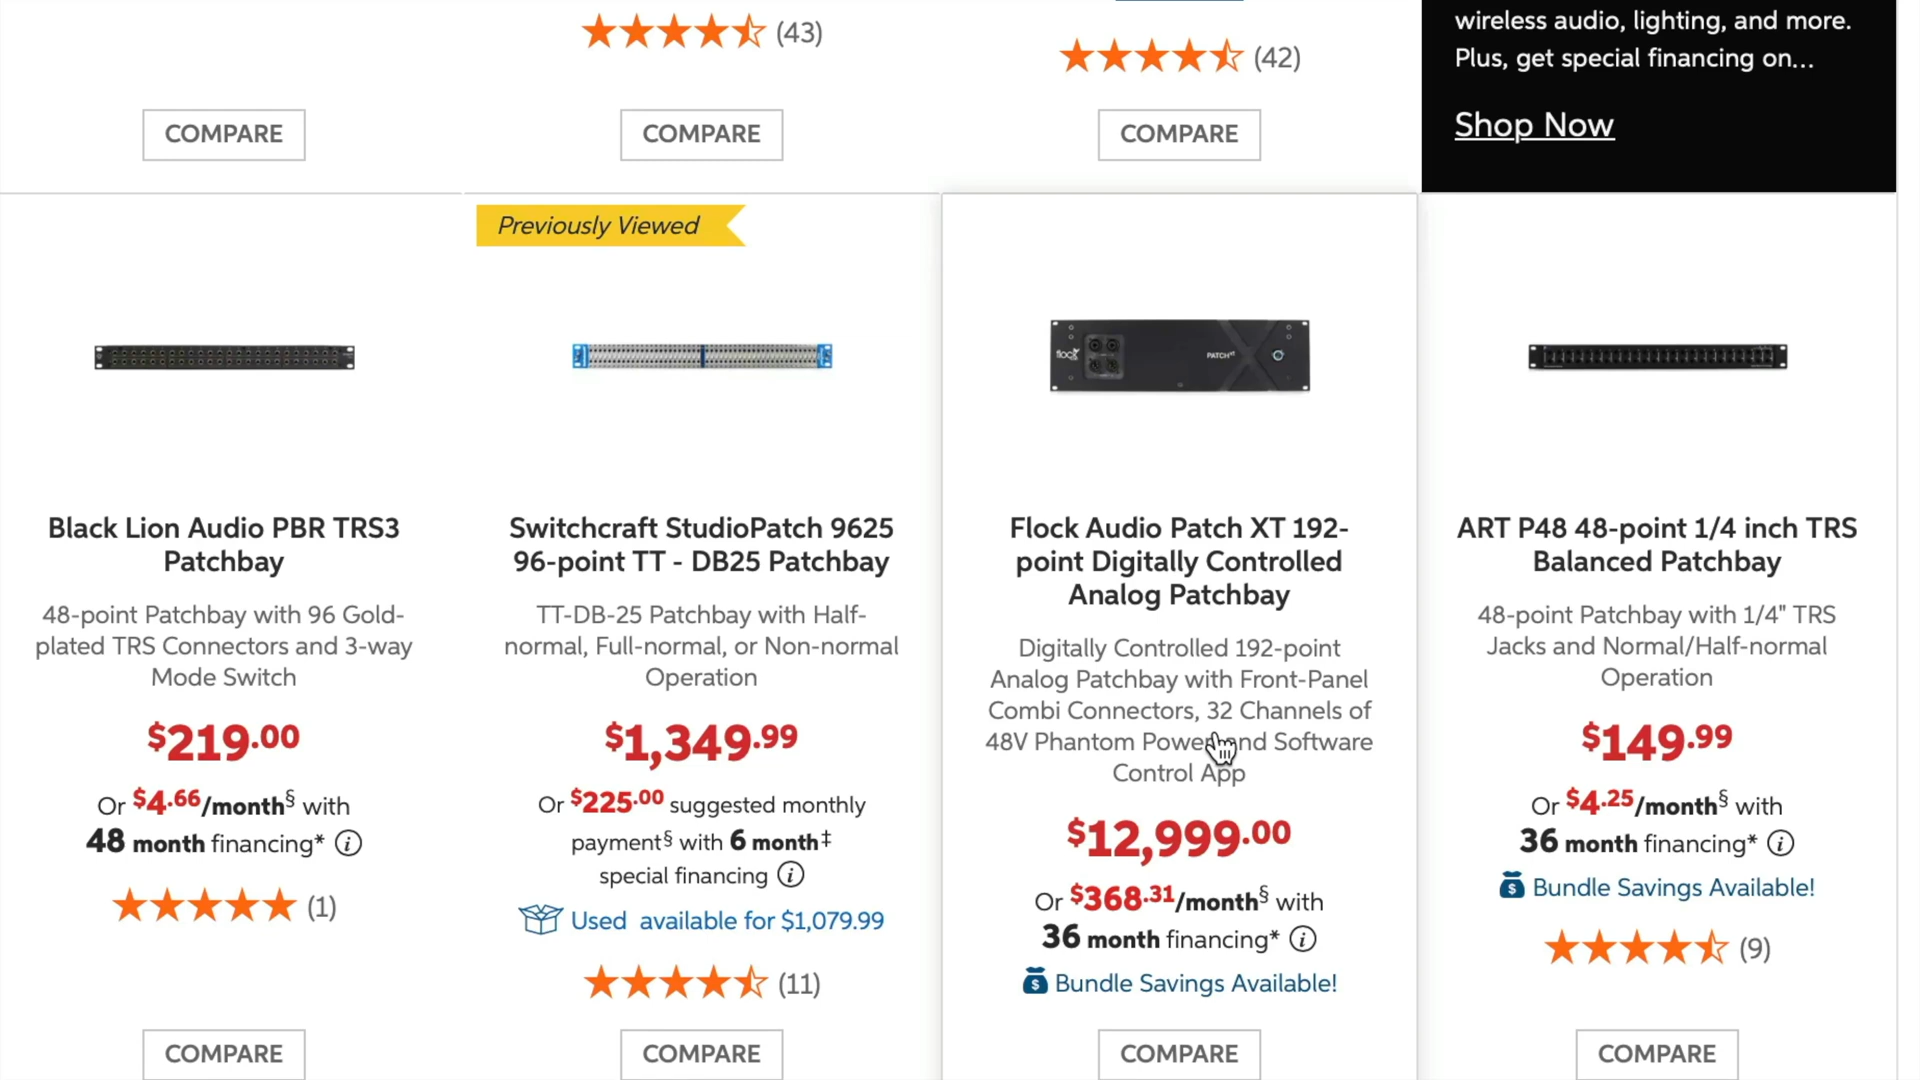 (43)
(42)
wireless audio, lighting, and more.
Plus, get special financing on...
Shop Now
COMPARE
COMPARE
COMPARE
Previously Viewed
flock
PATCH XT
Black Lion Audio PBR TRS3
Patchbay
48-point Patchbay with 96 Gold-
plated TRS Connectors and 3-way
Mode Switch
$219.00
Or $4.66/month§ with
48 month financing*
(1)
COMPARE
Switchcraft StudioPatch 9625
96-point TT - DB25 Patchbay
TT-DB-25 Patchbay with Half-
normal, Full-normal, or Non-normal
Operation
$1,349.99
Or $225.00 suggested monthly
payment§ with 6 month‡
special financing
Used available for $1,079.99
(11)
COMPARE
Flock Audio Patch XT 192-
point Digitally Controlled
Analog Patchbay
Digitally Controlled 192-point
Analog Patchbay with Front-Panel
Combi Connectors, 32 Channels of
48V Phantom Power and Software
Control App
$12,999.00
Or $368.31/month§ with
36 month financing*
Bundle Savings Available!
COMPARE
ART P48 48-point 1/4 inch TRS
Balanced Patchbay
48-point Patchbay with 1/4" TRS
Jacks and Normal/Half-normal
Operation
$149.99
Or $4.25/month§ with
36 month financing*
Bundle Savings Available!
(9)
COMPARE